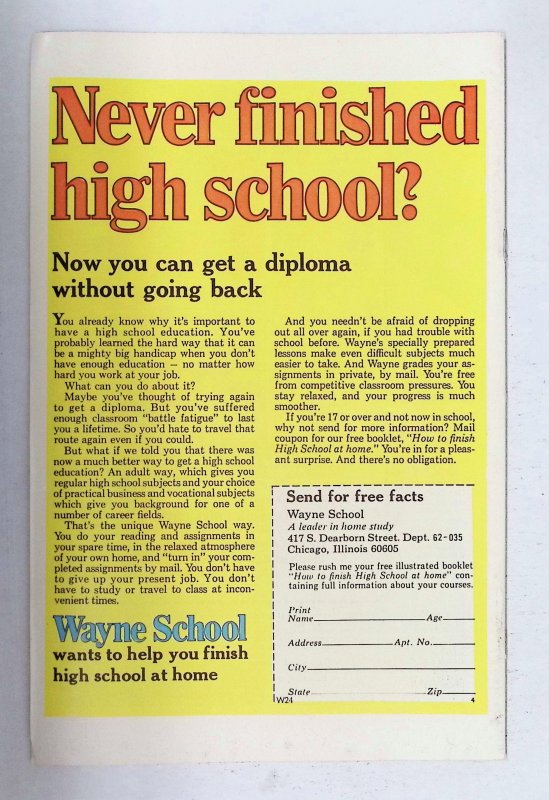 Never finished
high school?
Now you can get a diploma
without going back
You already know why it's important to
have a high school education. You've
probably learned the hard way that it can
be a mighty big handicap when you don't
have enough education – no matter how
hard you work at your job.
What can you do about it?
Maybe you've thought of trying again
to get a diploma. But you've suffered
enough classroom "battle fatigue" to last
you a lifetime. So you'd hate to travel that
route again even if you could.
But what if we told you that there was
now a much better way to get a high school
education? An adult way, which gives you
regular high school subjects and your choice
of practical business and vocational subjects
which give you background for one of a
number of career fields.
That's the unique Wayne School way.
You do your reading and assignments in
your spare time, in the relaxed atmosphere
of your own home, and "turn in" your com-
pleted assignments by mail. You don't have
to give up your present job. You don't
have to study or travel to class at incon-
venient times.
Wayne School
wants to help you finish
high school at home
And you needn't be afraid of dropping
out all over again, if you had trouble with
school before. Wayne's specially prepared
lessons make even difficult subjects much
easier to take. And Wayne grades your as-
signments in private, by mail. You're free
from competitive classroom pressures. You
stay relaxed, and your progress is much
smoother.
If you're 17 or over and not now in school,
why not send for more information? Mail
coupon for our free booklet, "How to finish
High School at home." You're in for a pleas-
ant surprise. And there's no obligation.
Send for free facts
Wayne School
A leader in home study
417 S. Dearborn Street. Dept. 62-035
Chicago, Illinois 60605
Please rush me your free illustrated booklet
"How to finish High School at home" con-
taining full information about your courses.
Print
Name Age
Address Apt. No.
City
State Zip
W24 4